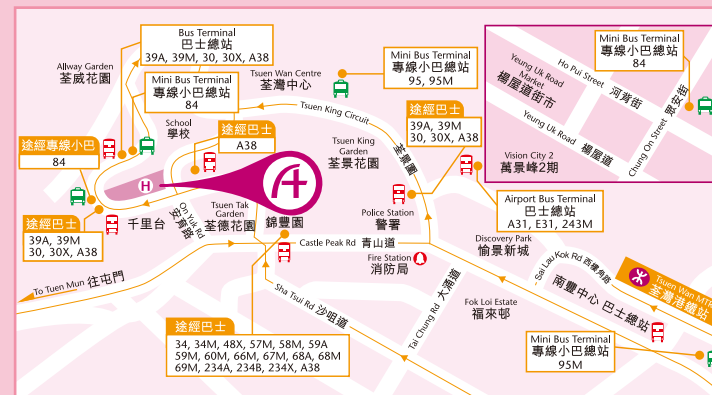 Bus Terminal
巴士總站
39A, 39M, 30, 30X, A38
Allway Garden
荃威花園
Mini Bus Terminal
專線小巴總站
84
School
學校
Tsuen Wan Centre
荃灣中心
Mini Bus Terminal
專線小巴總站
95, 95M
Tsuen King Circuit
荃景圍
途經巴士
39A, 39M
30, 30X, A38
途經巴士
A38
途經專線小巴
84
Tsuen King
Garden
荃景花園
H
途經巴士
39A, 39M
30, 30X, A38
千里台
On Yuk Rd
安育路
Tsuen Tak
Garden
荃德花園
錦豐園
Police Station
警署
Airport Bus Terminal
巴士總站
A31, E31, 243M
Castle Peak Rd 青山道
Fire Station
消防局
Discovery Park
愉景新城
To Tuen Mun 往屯門
Sha Tsui Rd 沙咀道
Tai Chung Rd 大涌道
Fok Loi Estate
福來邨
Sai Lau Kok Rd 西樓角路
南豐中心 巴士總站
Tsuen Wan MTR
荃灣港鐵站
途經巴士
34, 34M, 48X, 57M, 58M, 59A
59M, 60M, 66M, 67M, 68A, 68M
69M, 234A, 234B, 234X, A38
Mini Bus Terminal
專線小巴總站
95M
Mini Bus Terminal
專線小巴總站
84
Yeung Uk Road
Market
楊屋道街市
Ho Pui Street 河背街
Yeung Uk Road 楊屋道
Chung On Street 眾安街
Vision City 2
萬景峰2期